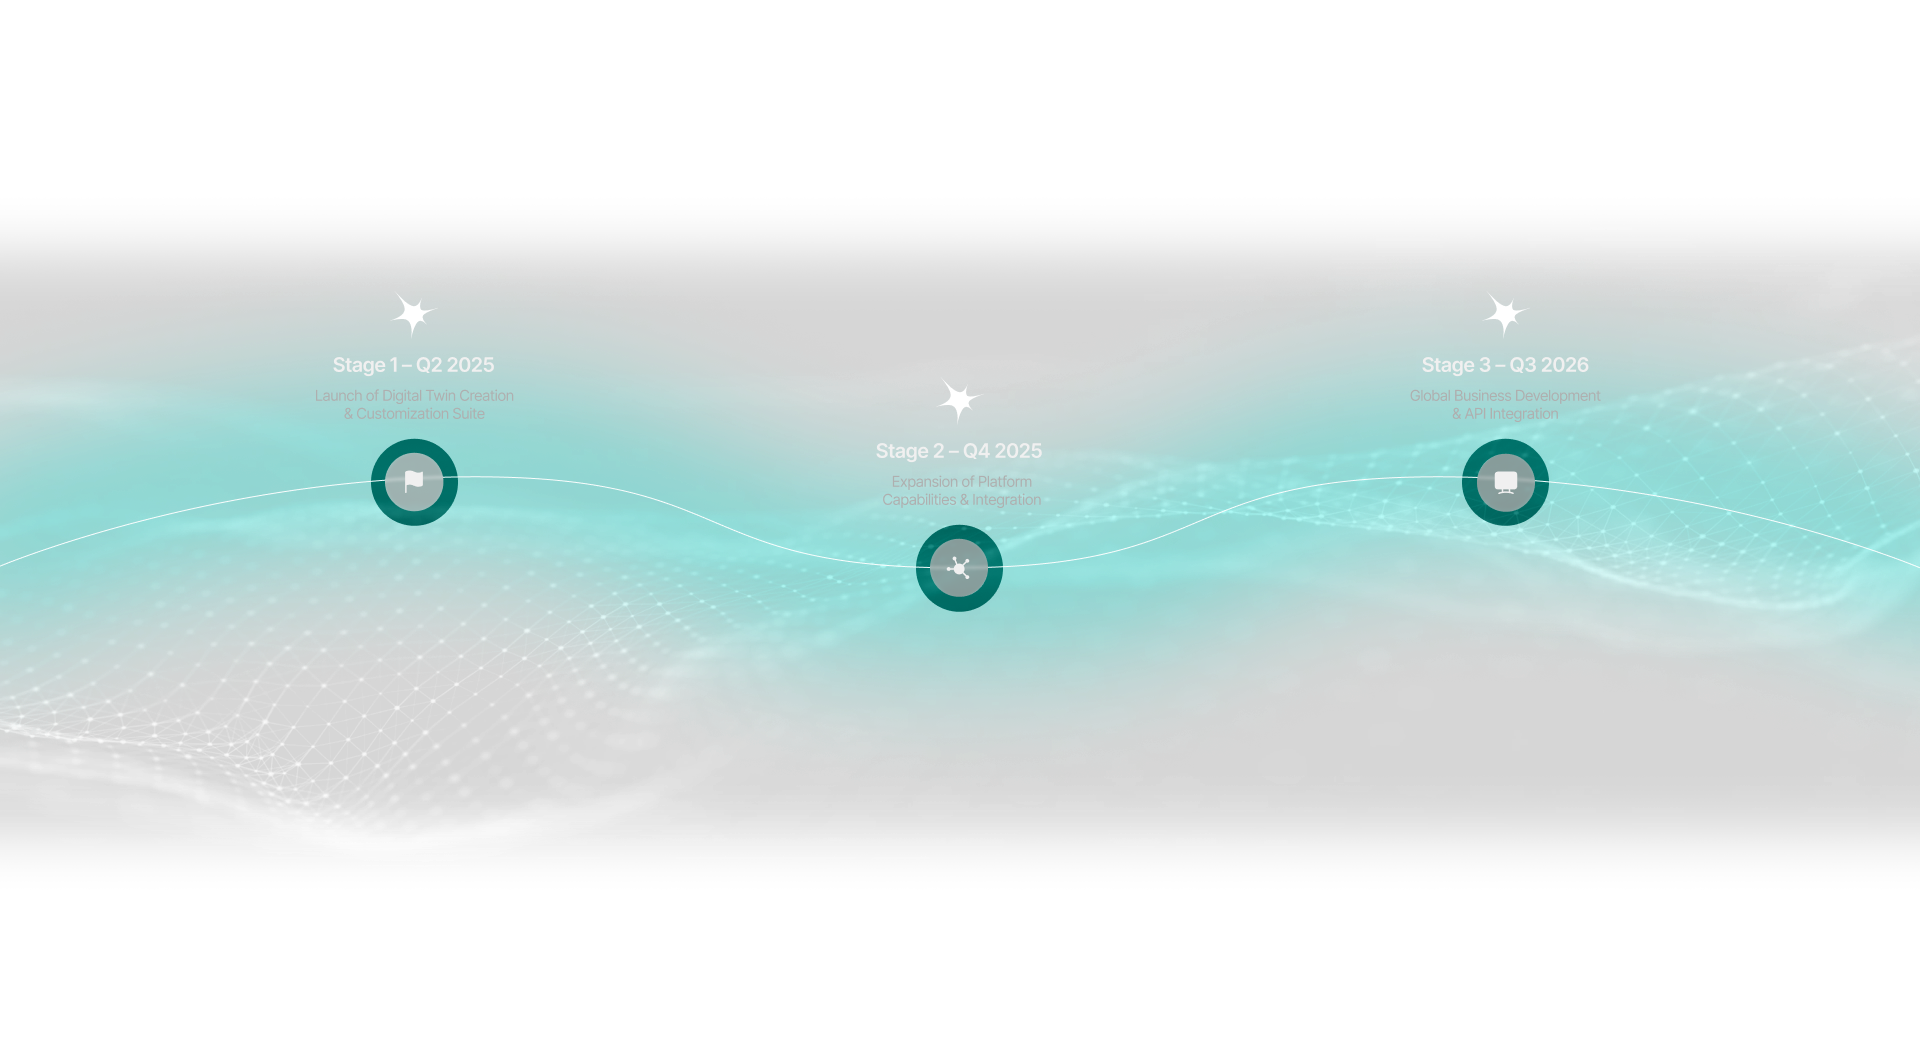 Stage 1 – Q2 2025
Launch of Digital Twin Creation
& Customization Suite
Stage 2 – Q4 2025
Expansion of Platform
Capabilities & Integration
Stage 3 – Q3 2026
Global Business Development
& API Integration